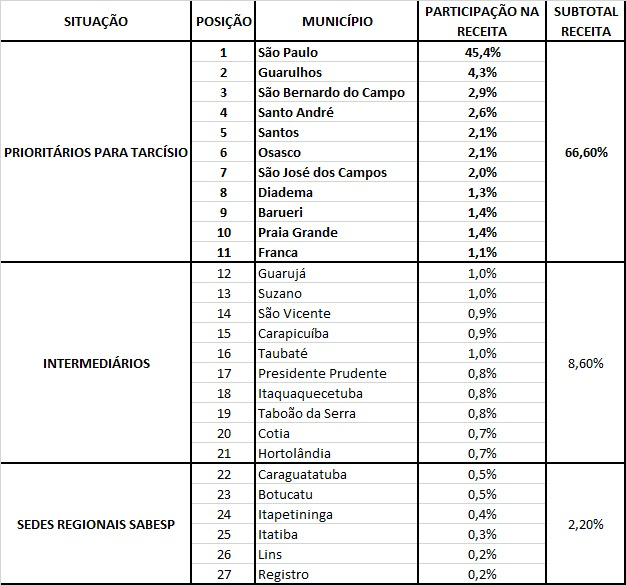 SITUAÇÃO POSIÇÃO MUNICÍPIO PARTICIPAÇÃO NA RECEITA SUBTOTAL RECEITA
1 São Paulo 45,4%
2 Guarulhos 4,3%
3 São Bernardo do Campo 2,9%
4 Santo André 2,6%
5 Santos 2,1%
PRIORITÁRIOS PARA TARCÍSIO 6 Osasco 2,1% 66,60%
7 São José dos Campos 2,0%
8 Diadema 1,3%
9 Barueri 1,4%
10 Praia Grande 1,4%
11 Franca 1,1%
12 Guarujá 1,0%
13 Suzano 1,0%
14 São Vicente 0,9%
15 Carapicuíba 0,9%
16 Taubaté 1,0%
INTERMEDIÁRIOS 8,60%
17 Presidente Prudente 0,8%
18 Itaquaquecetuba 0,8%
19 Taboão da Serra 0,8%
20 Cotia 0,7%
21 Hortolândia 0,7%
22 Caraguatatuba 0,5%
23 Botucatu 0,5%
24 Itapetininga 0,4%
SEDES REGIONAIS SABESP 2,20%
25 Itatiba 0,3%
26 Lins 0,2%
27 Registro 0,2%